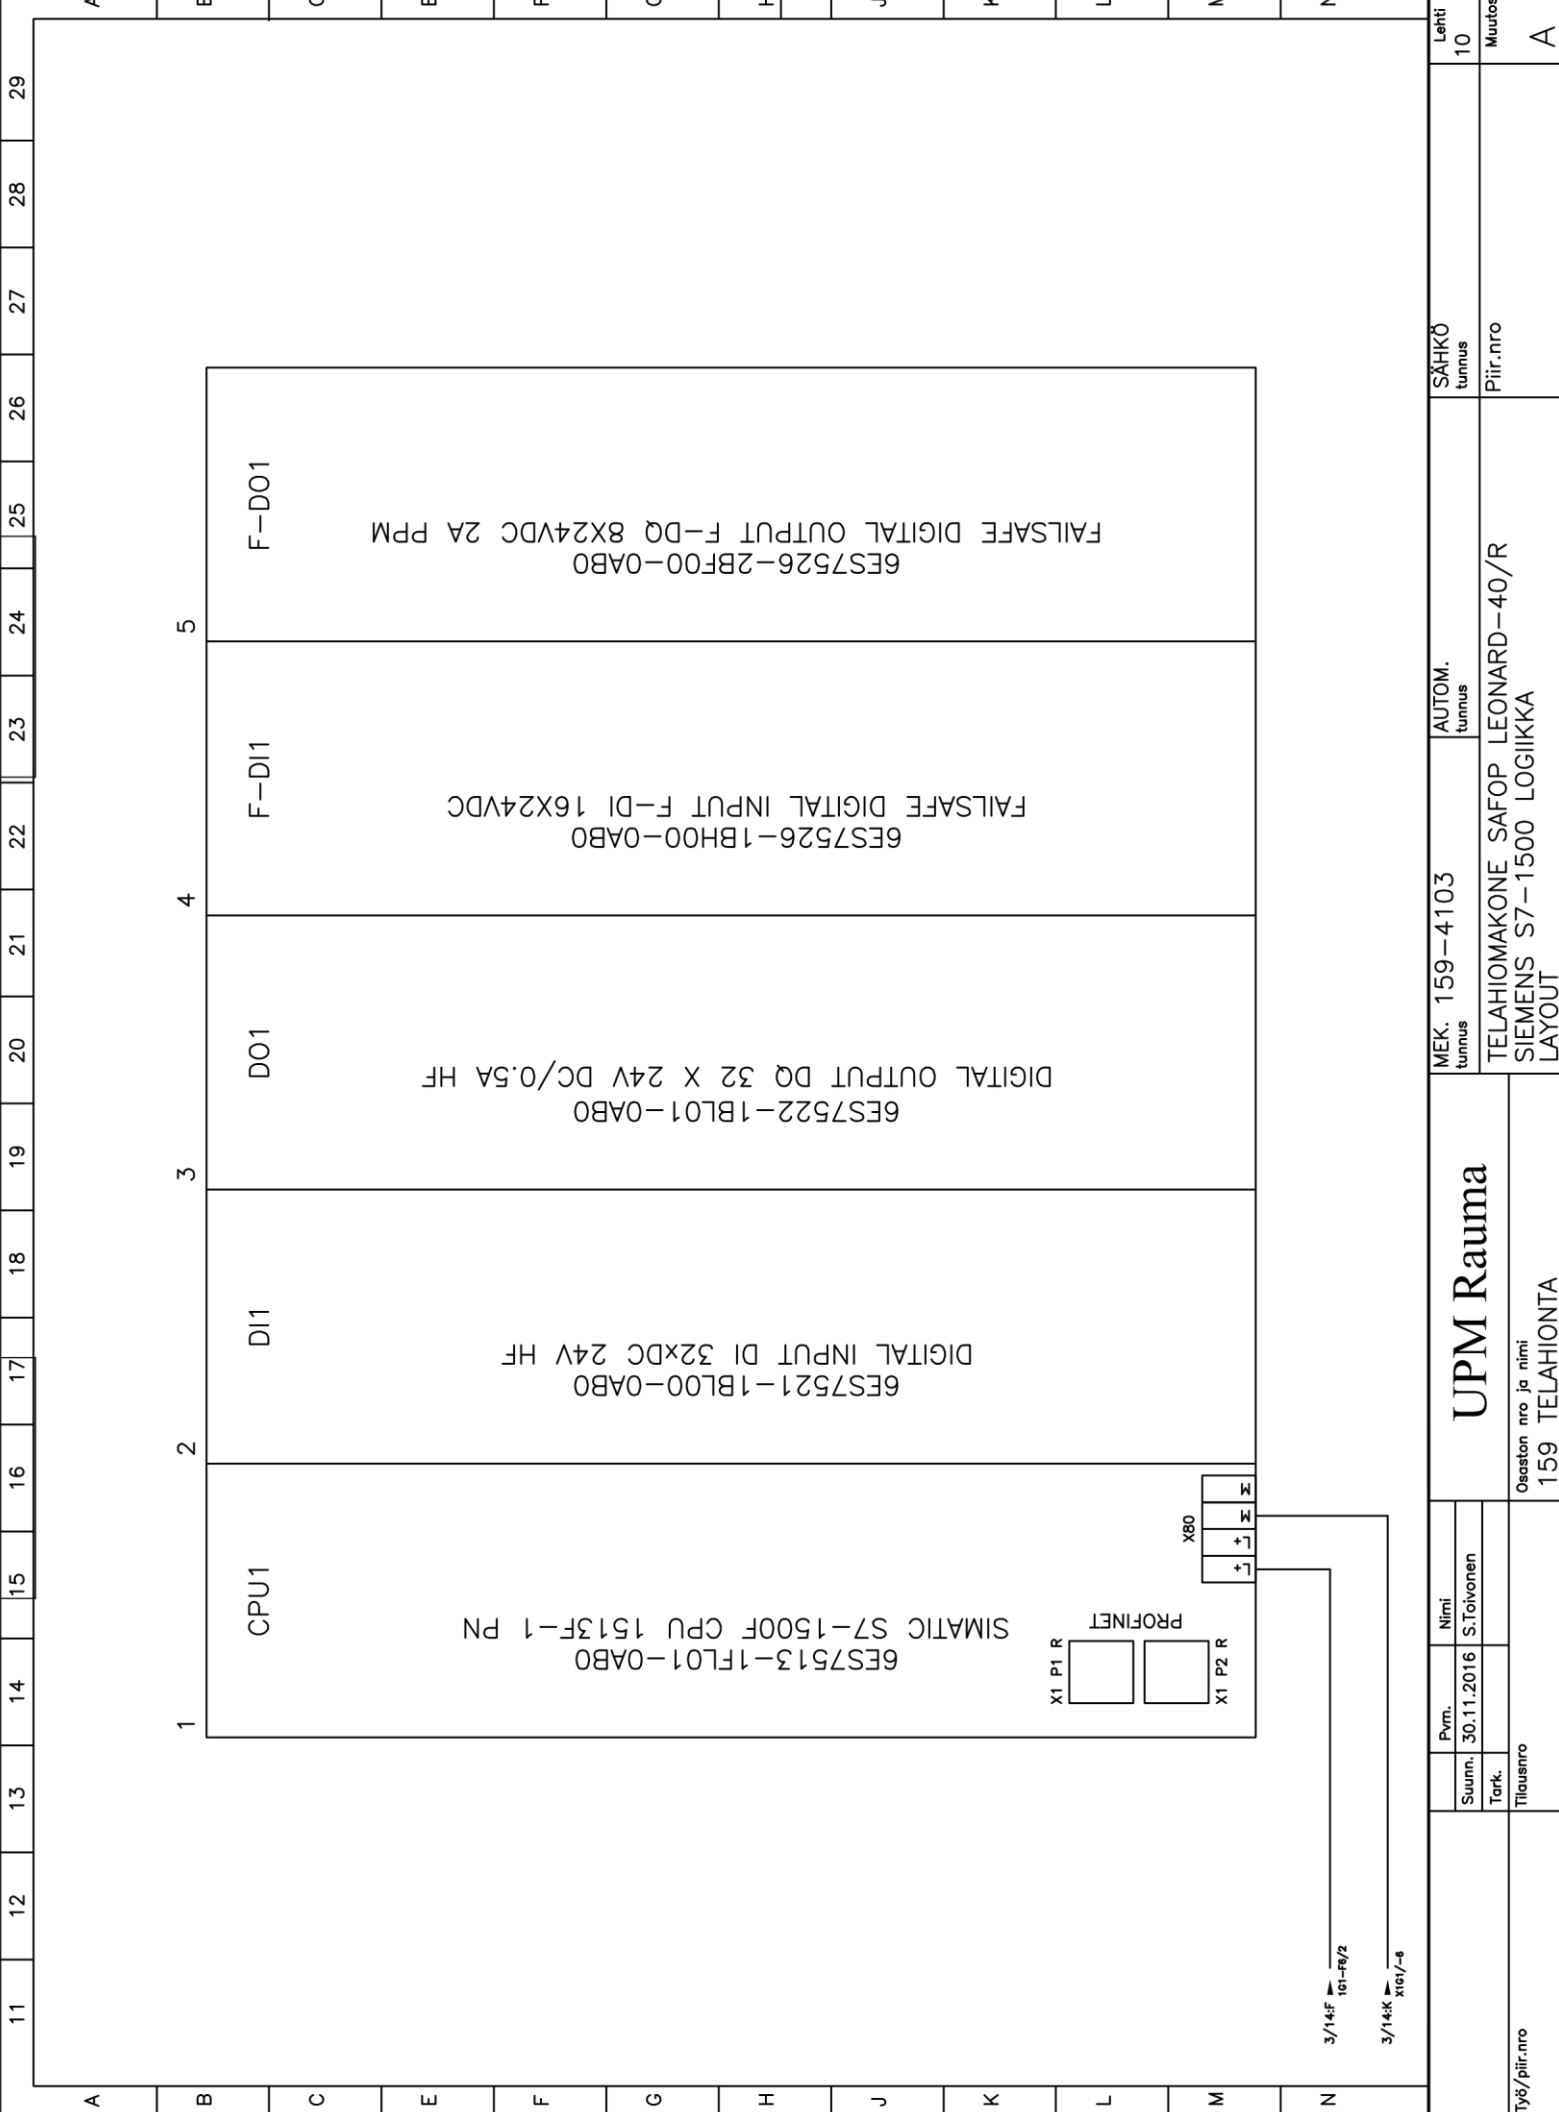 11 12 13 14 15 16 17 18 19 20 21 22 23 24 25 26 27 28 29
A
B
C
E
F
G
H
J
K
L
M
N
1
CPU1
SIMATIC S7-1500F CPU 1513F-1 PN
6ES7513-1FL01-0AB0
X1 P1 R
PROFINET
X1 P2 R
X80
L+ L+ M M
2
DI1
DIGITAL INPUT DI 32xDC 24V HF
6ES7521-1BL00-0AB0
3
DO1
DIGITAL OUTPUT DQ 32 X 24V DC/0.5A HF
6ES7522-1BL01-0AB0
4
F-DI1
FAILSAFE DIGITAL INPUT F-DI 16X24VDC
6ES7526-1BH00-0AB0
5
F-DO1
FAILSAFE DIGITAL OUTPUT F-DQ 8X24VDC 2A PPM
6ES7526-2BF00-0AB0
3/14:F
1G1-F6/2
3/14:K
X1G1/-6
A
B
C
E
F
G
H
J
K
L
M
N
Työ/piir.nro
Pvm. Nimi
Suunn. 30.11.2016 S.Toivonen
Tark.
Tilausnro
UPM Rauma
Osaston nro ja nimi
159 TELAHIONTA
MEK. 159-4103
tunnus
AUTOM.
tunnus
SÄHKÖ
tunnus
TELAHIOMAKONE SAFOP LEONARD-40/R
SIEMENS S7-1500 LOGIIKKA
LAYOUT
Piir.nro
Lehti
10
Muutos
A